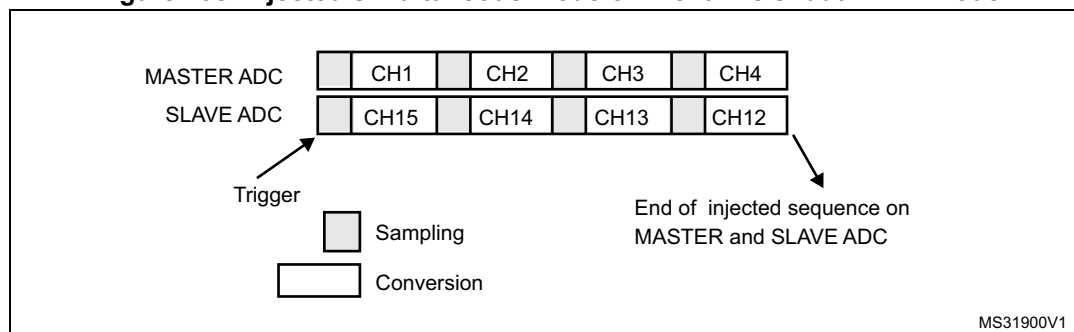 MASTER ADC CH1 CH2 CH3 CH4
SLAVE ADC CH15 CH14 CH13 CH12
Trigger
End of injected sequence on
MASTER and SLAVE ADC
Sampling
Conversion
MS31900V1